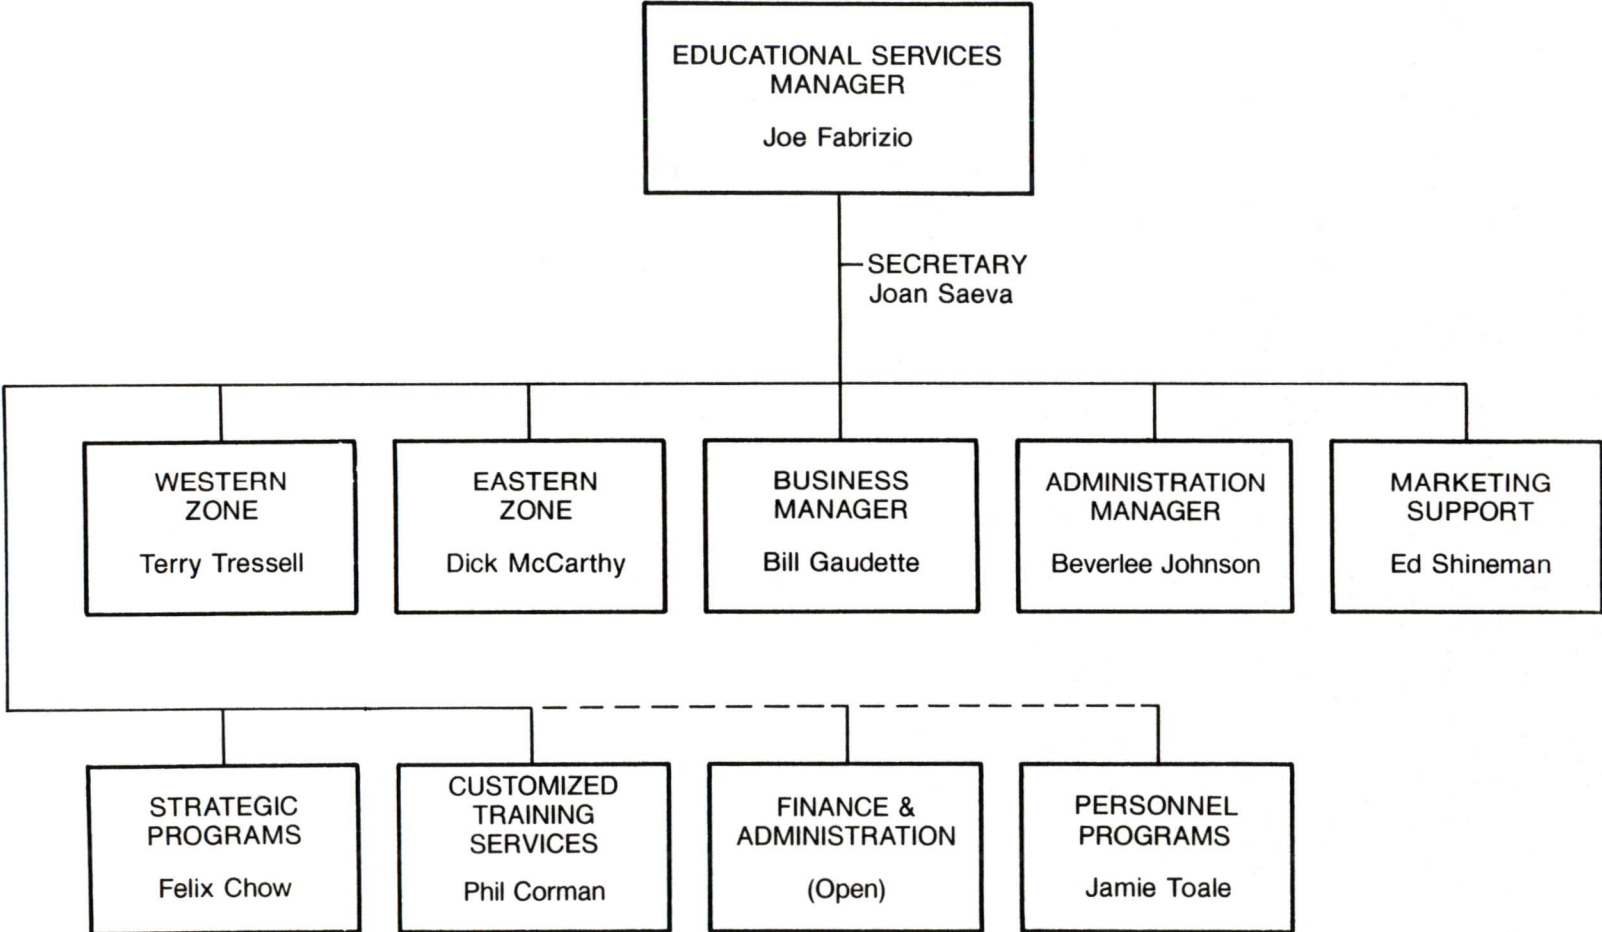 EDUCATIONAL SERVICES
MANAGER
Joe Fabrizio
SECRETARY
Joan Saeva
WESTERN
ZONE
Terry Tressell
EASTERN
ZONE
Dick McCarthy
BUSINESS
MANAGER
Bill Gaudette
ADMINISTRATION
MANAGER
Beverlee Johnson
MARKETING
SUPPORT
Ed Shineman
STRATEGIC
PROGRAMS
Felix Chow
CUSTOMIZED
TRAINING
SERVICES
Phil Corman
FINANCE &
ADMINISTRATION
(Open)
PERSONNEL
PROGRAMS
Jamie Toale